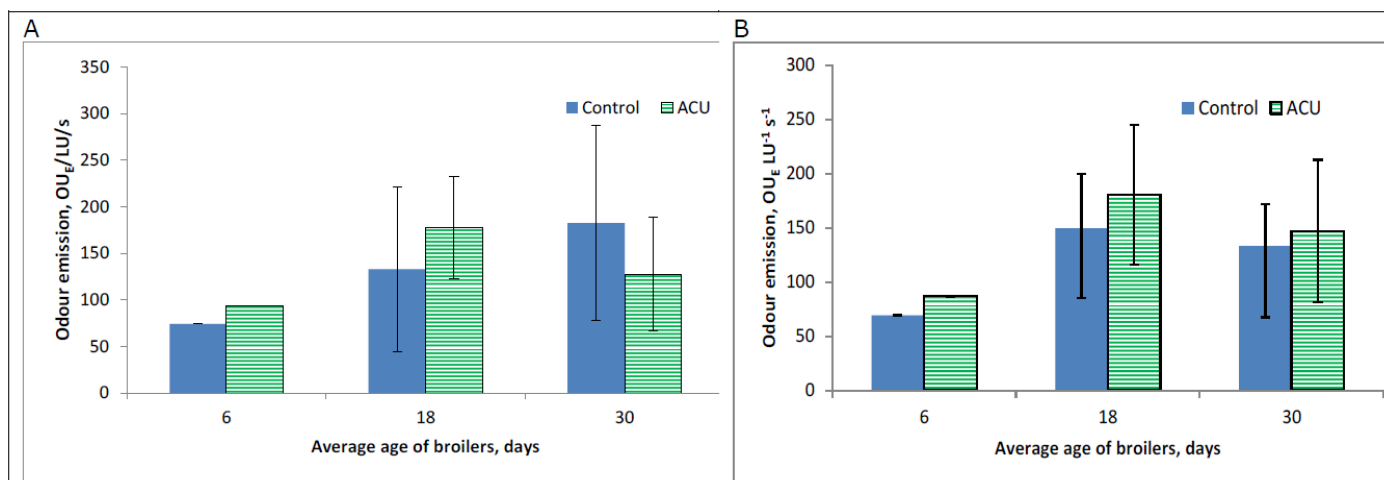 A
350
300
250
200
150
100
50
0
Odour emission, OU_E/LU/s
Control ACU
6 18 30
Average age of broilers, days
B
300
250
200
150
100
50
0
Odour emission, OU_E LU⁻¹ s⁻¹
Control ACU
6 18 30
Average age of broilers, days